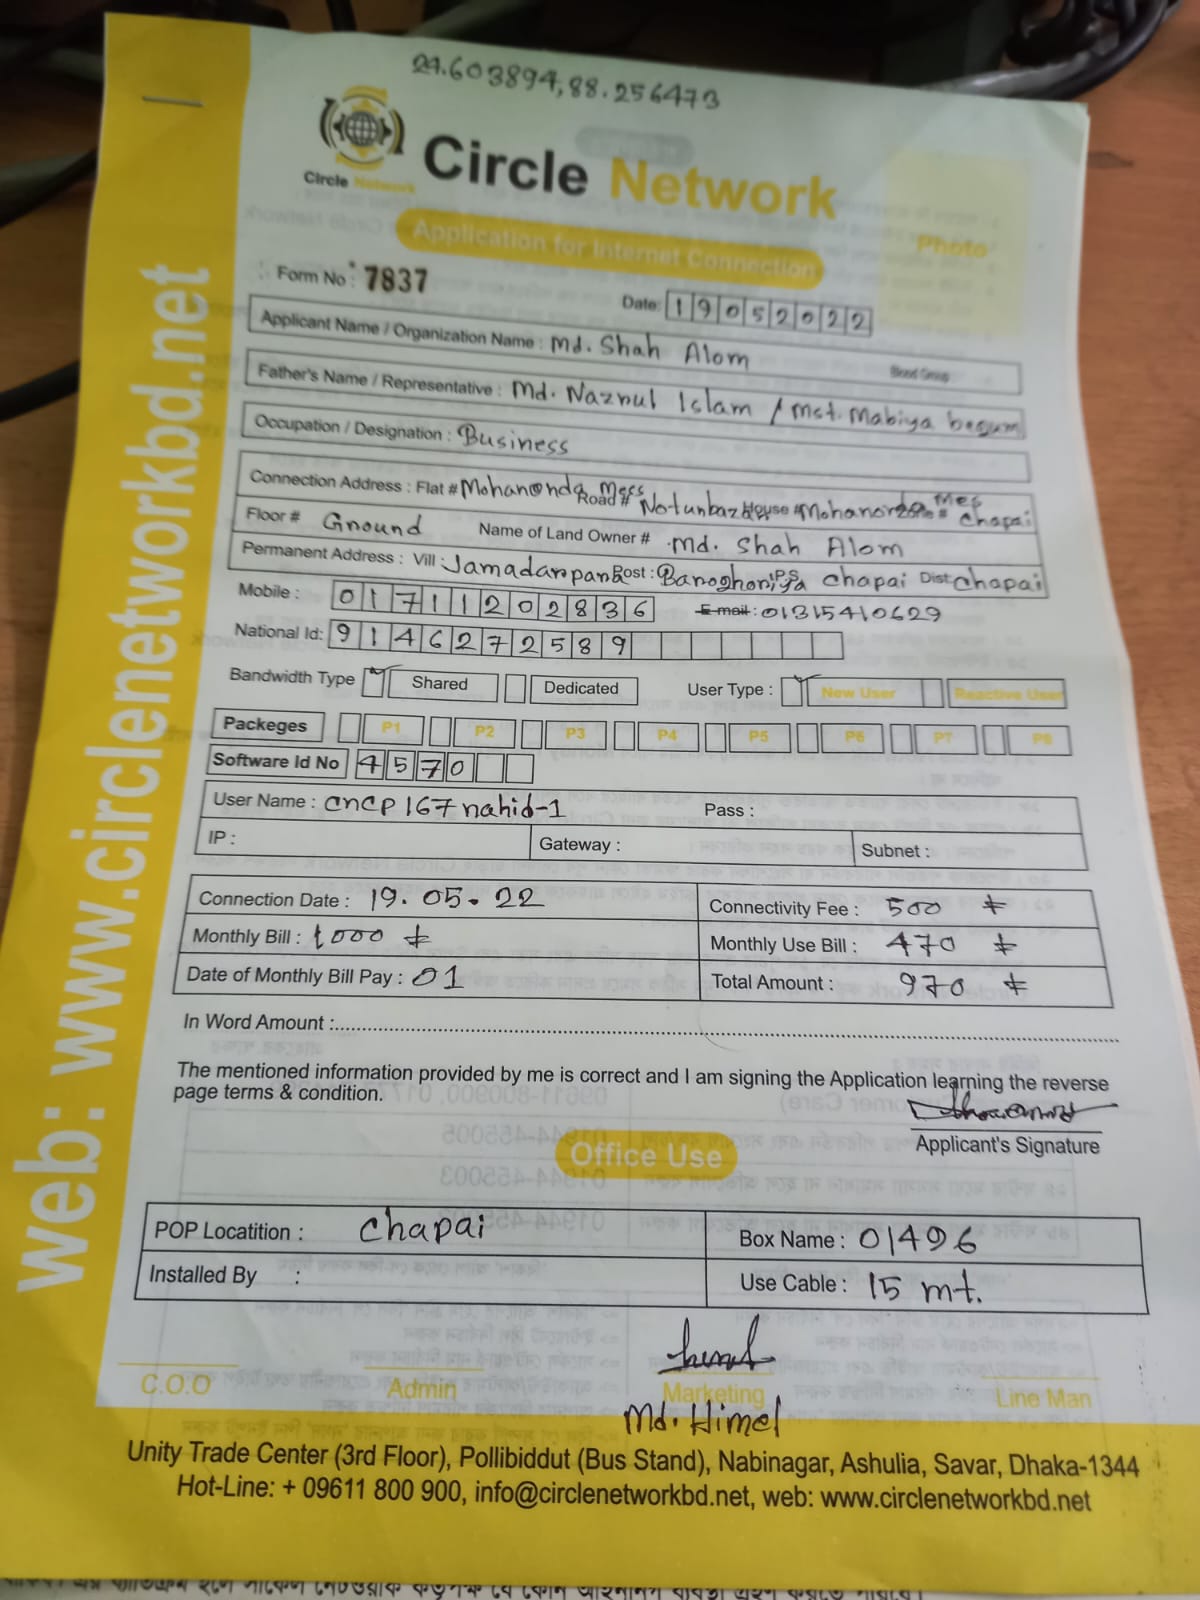 24.603894,88.256473
Circle Network
Circle Network
Application for Internet Connection
Photo
Form No : 7837
Date: 19052022
Applicant Name / Organization Name : Md. Shah Alom
Blood Group
Father's Name / Representative : Md. Nazrul Islam / Mst. Mabiya begum
Occupation / Designation : Business
Connection Address : Flat # Mohanonda Mess Road # Notunbazar House # Mohanonda Mes # Chapai
Floor # Ground Name of Land Owner # Md. Shah Alom
Permanent Address : Vill : Jamadarpara Post : Baroghoriya P.S chapai Dist chapai
Mobile : 01711202836 E-mail : 01315410629
National Id: 9146272589
Bandwidth Type Shared Dedicated User Type : New User Reactive User
Packeges P1 P2 P3 P4 P5 P6 P7 P8
Software Id No 4570
User Name : cncp167nahid-1 Pass :
IP : Gateway : Subnet :
Connection Date : 19.05.22 Connectivity Fee : 500 ৳
Monthly Bill : 1000 ৳ Monthly Use Bill : 470 ৳
Date of Monthly Bill Pay : 01 Total Amount : 970 ৳
In Word Amount :
The mentioned information provided by me is correct and I am signing the Application learning the reverse
page terms & condition.
Applicant's Signature
Office Use
POP Locatition : chapai Box Name : 01496
Installed By : Use Cable : 15 mt.
C.O.O Admin Marketing Line Man
Md. Himel
Unity Trade Center (3rd Floor), Pollibiddut (Bus Stand), Nabinagar, Ashulia, Savar, Dhaka-1344
Hot-Line: + 09611 800 900, info@circlenetworkbd.net, web: www.circlenetworkbd.net
web: www.circlenetworkbd.net